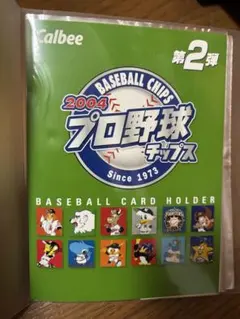 Calbee
第2弾
BASEBALL CHIPS
2004
プロ野球
チップス
Since 1973
BASEBALL CARD HOLDER